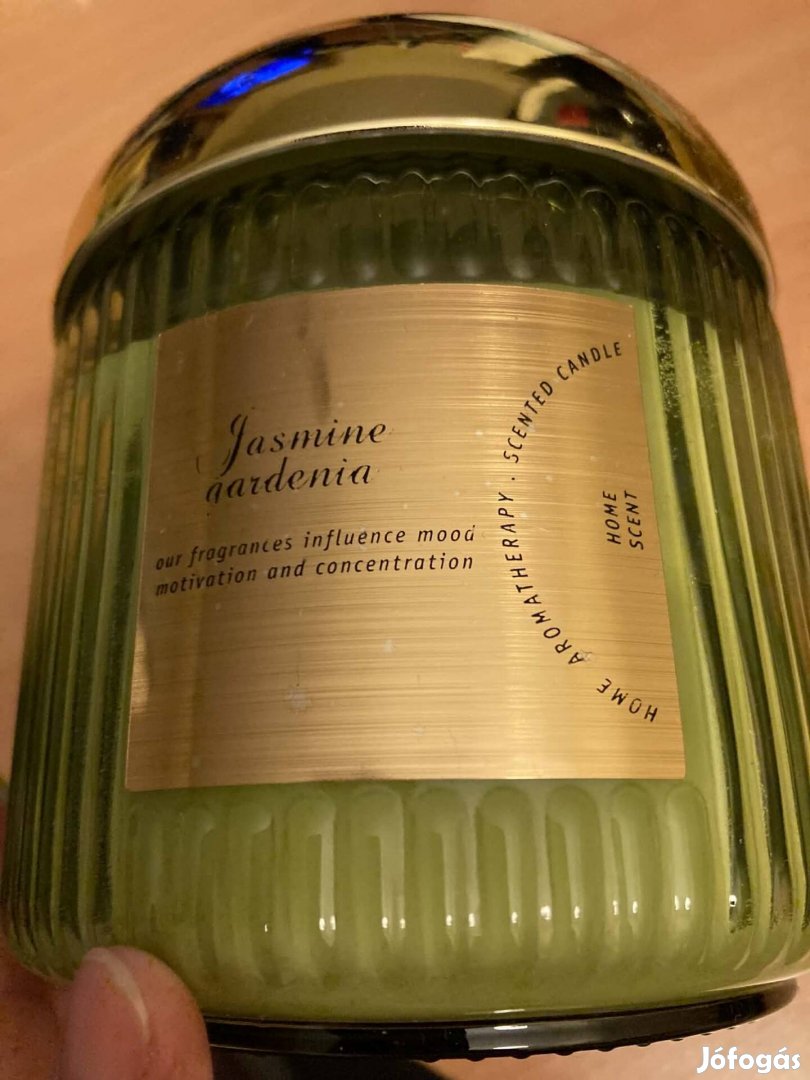 Jasmine
gardenia
our fragrances influence mood
motivation and concentration
HOME AROMATHERAPY . SCENTED CANDLE
HOME
SCENT
Jófogás